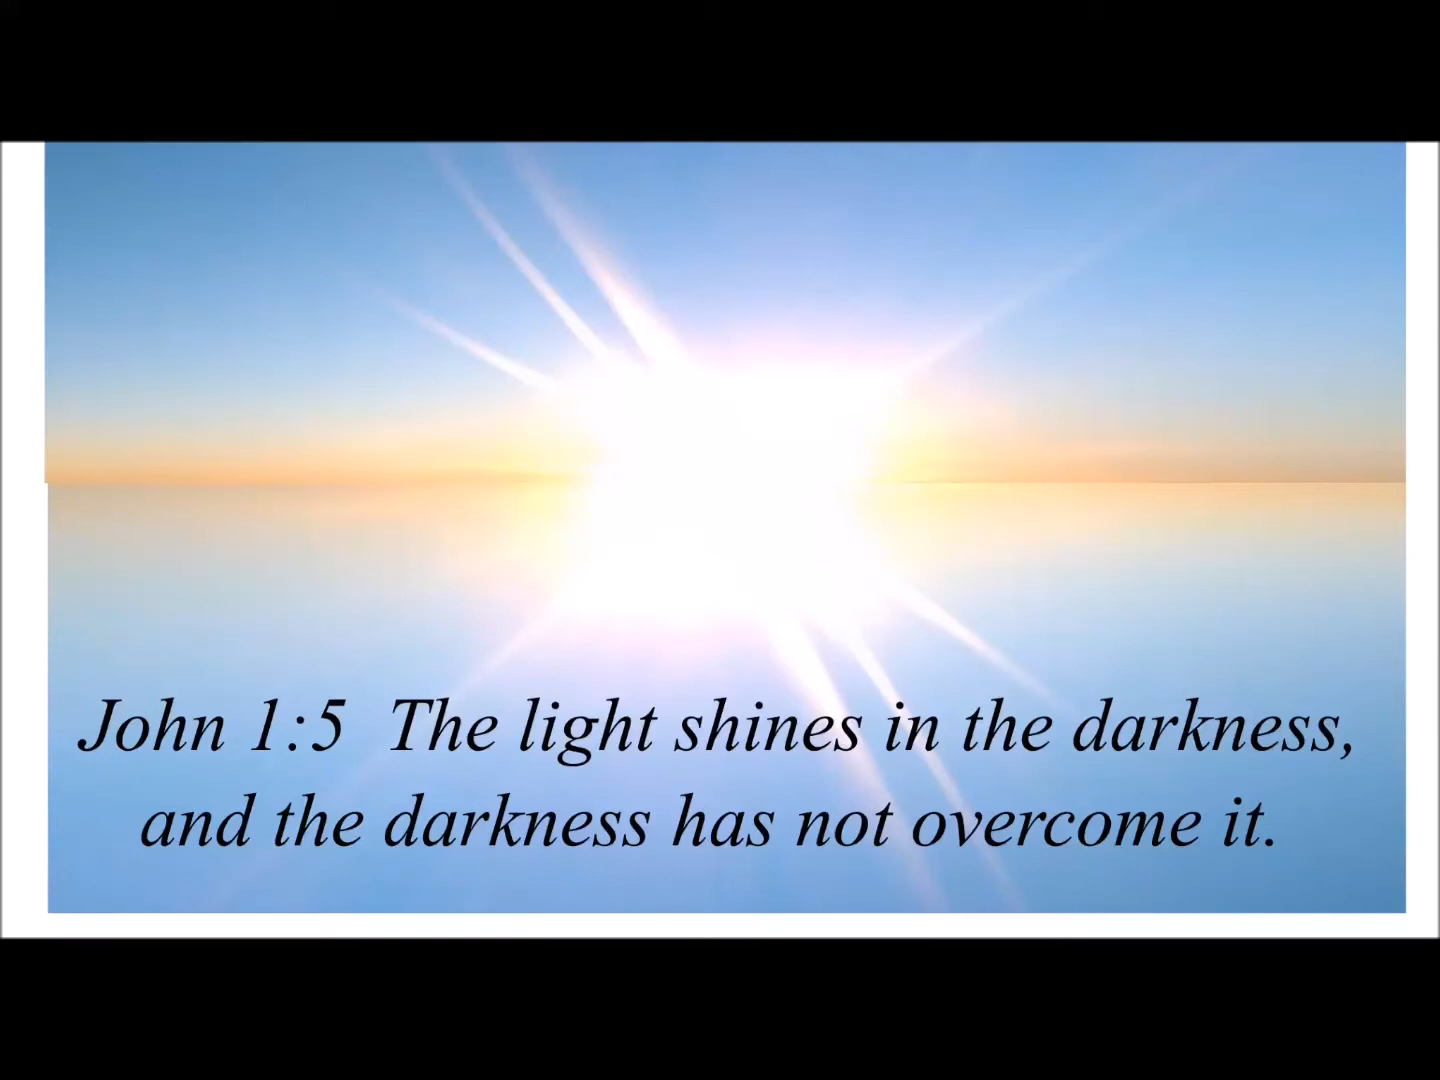 John 1:5  The light shines in the darkness,
and the darkness has not overcome it.